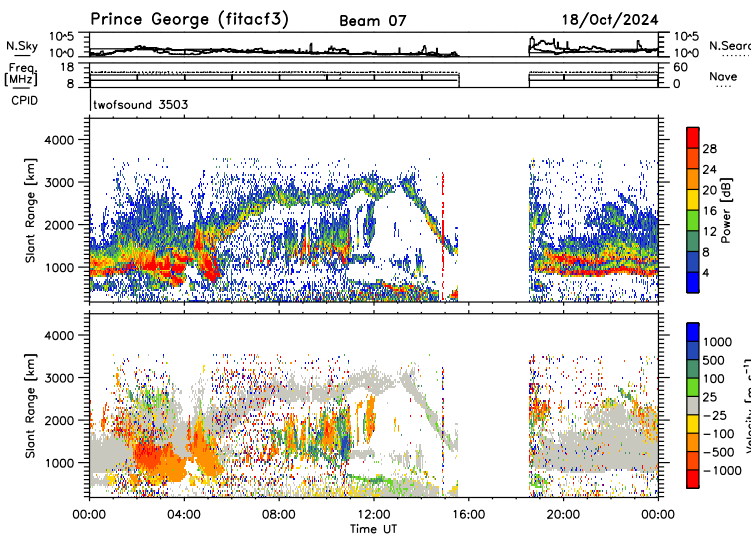 Prince George (fitacf3) Beam 07 18/Oct/2024
N.Sky 10^5 10^0 10^5 10^0 N.Sear
Freq [MHz] 18 8 60 0 Nave
CPID twofsound 3503
Slant Range [km] 4000 3000 2000 1000
Power [dB] 28 24 20 16 12 8 4
Slant Range [km] 4000 3000 2000 1000
Velocity [m s⁻¹] 1000 500 100 25 -25 -100 -500 -1000
00:00 04:00 08:00 12:00 16:00 20:00 00:00
Time UT